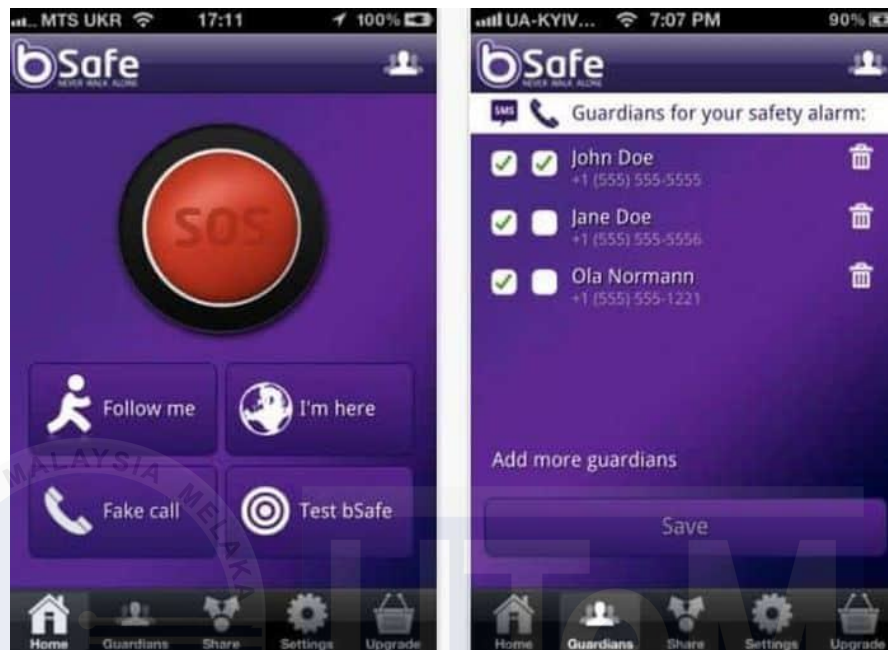 MTS UKR 17:11 100%
bSafe
NEVER WALK ALONE
SOS
Follow me
I'm here
Fake call
Test bSafe
Home Guardians Share Settings Upgrade
UA-KYIV... 7:07 PM 90%
bSafe
NEVER WALK ALONE
SMS Guardians for your safety alarm:
John Doe
+1 (555) 555-5555
Jane Doe
+1 (555) 555-5556
Ola Normann
+1 (555) 555-1221
Add more guardians
Save
Home Guardians Share Settings Upgrade
MALAYSIA MELAKA
UTeM